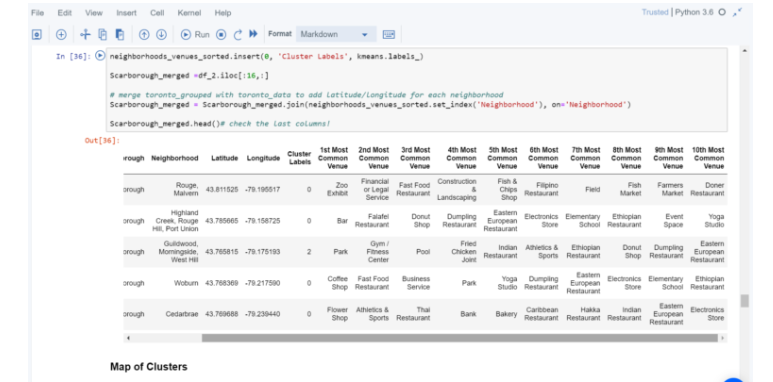 File Edit View Insert Cell Kernel Help
Trusted | Python 3.6
Run Format Markdown
In [36]: neighborhoods_venues_sorted.insert(0, 'Cluster Labels', kmeans.labels_)
Scarborough_merged =df_2.iloc[:16,:]
# merge toronto_grouped with toronto_data to add latitude/longitude for each neighborhood
Scarborough_merged = Scarborough_merged.join(neighborhoods_venues_sorted.set_index('Neighborhood'), on='Neighborhood')
Scarborough_merged.head()# check the last columns!
Out[36]:
rough Neighborhood Latitude Longitude Cluster Labels 1st Most Common Venue 2nd Most Common Venue 3rd Most Common Venue 4th Most Common Venue 5th Most Common Venue 6th Most Common Venue 7th Most Common Venue 8th Most Common Venue 9th Most Common Venue 10th Most Common Venue
orough Rouge, Malvern 43.811525 -79.195517 0 Zoo Exhibit Financial or Legal Service Fast Food Restaurant Construction & Landscaping Fish & Chips Shop Filipino Restaurant Field Fish Market Farmers Market Doner Restaurant
orough Highland Creek, Rouge Hill, Port Union 43.785665 -79.158725 0 Bar Falafel Restaurant Donut Shop Dumpling Restaurant Eastern European Restaurant Electronics Store Elementary School Ethiopian Restaurant Event Space Yoga Studio
orough Guildwood, Morningside, West Hill 43.765815 -79.175193 2 Park Gym / Fitness Center Pool Fried Chicken Joint Indian Restaurant Athletics & Sports Ethiopian Restaurant Donut Shop Dumpling Restaurant Eastern European Restaurant
orough Woburn 43.768369 -79.217590 0 Coffee Shop Fast Food Restaurant Business Service Park Yoga Studio Dumpling Restaurant Eastern European Restaurant Electronics Store Elementary School Ethiopian Restaurant
orough Cedarbrae 43.769688 -79.239440 0 Flower Shop Athletics & Sports Thai Restaurant Bank Bakery Caribbean Restaurant Hakka Restaurant Indian Restaurant Eastern European Restaurant Electronics Store
Map of Clusters